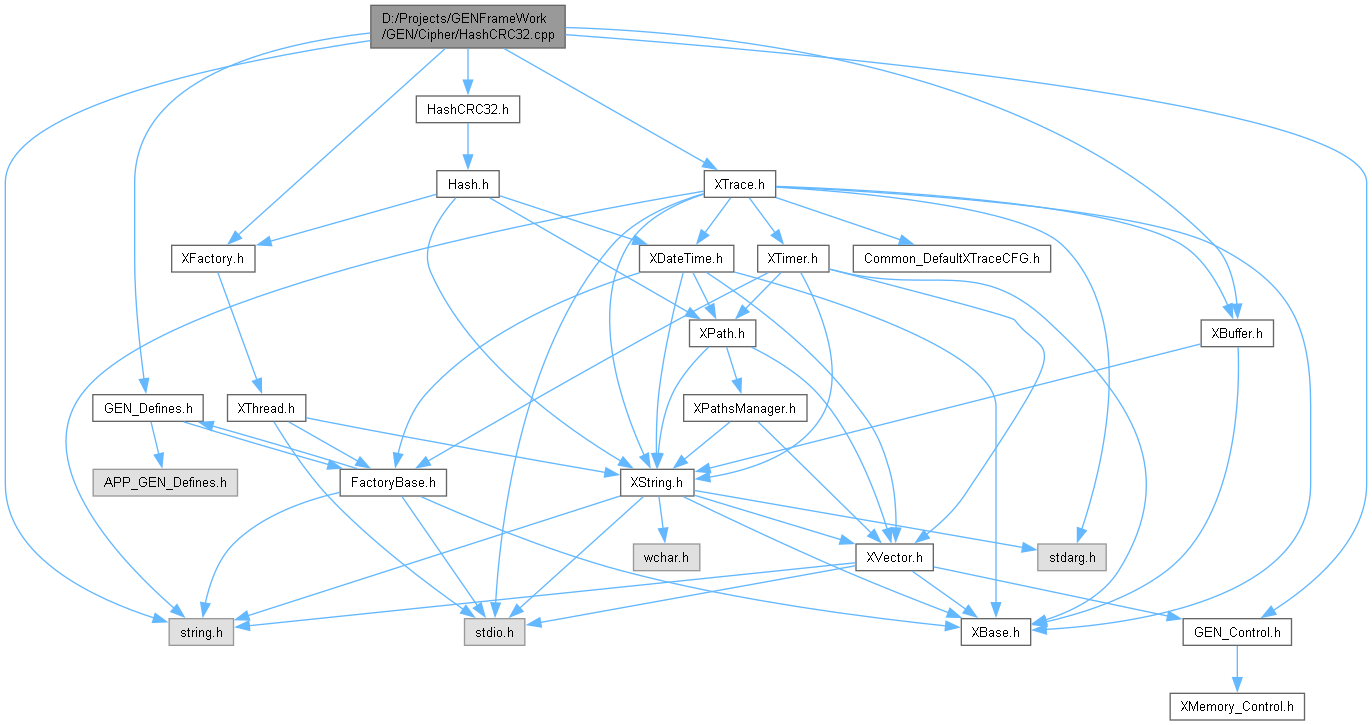 D:/Projects/GENFrameWork
/GEN/Cipher/HashCRC32.cpp
HashCRC32.h
Hash.h
XTrace.h
XFactory.h
XDateTime.h
XTimer.h
Common_DefaultXTraceCFG.h
XPath.h
XBuffer.h
GEN_Defines.h
XThread.h
XPathsManager.h
APP_GEN_Defines.h
FactoryBase.h
XString.h
wchar.h
XVector.h
stdarg.h
string.h
stdio.h
XBase.h
GEN_Control.h
XMemory_Control.h